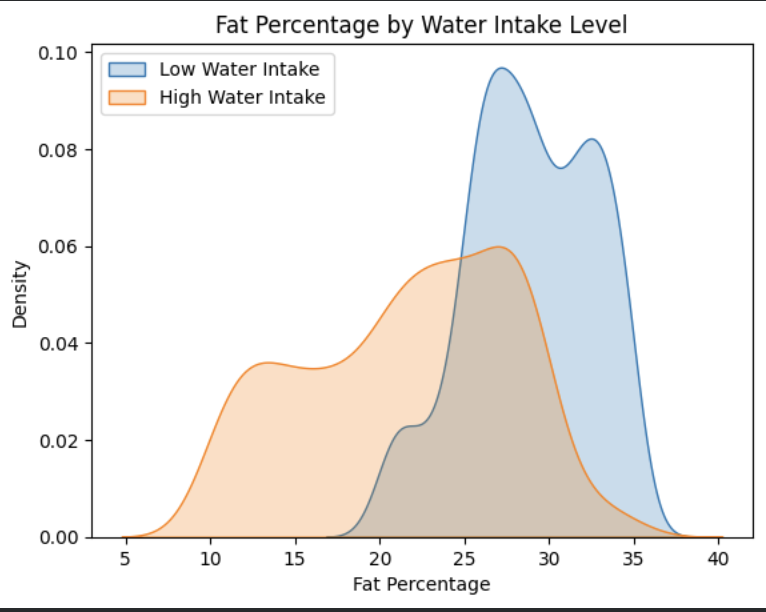 Fat Percentage by Water Intake Level
Low Water Intake
High Water Intake
0.10
0.08
0.06
0.04
0.02
0.00
Density
5 10 15 20 25 30 35 40
Fat Percentage